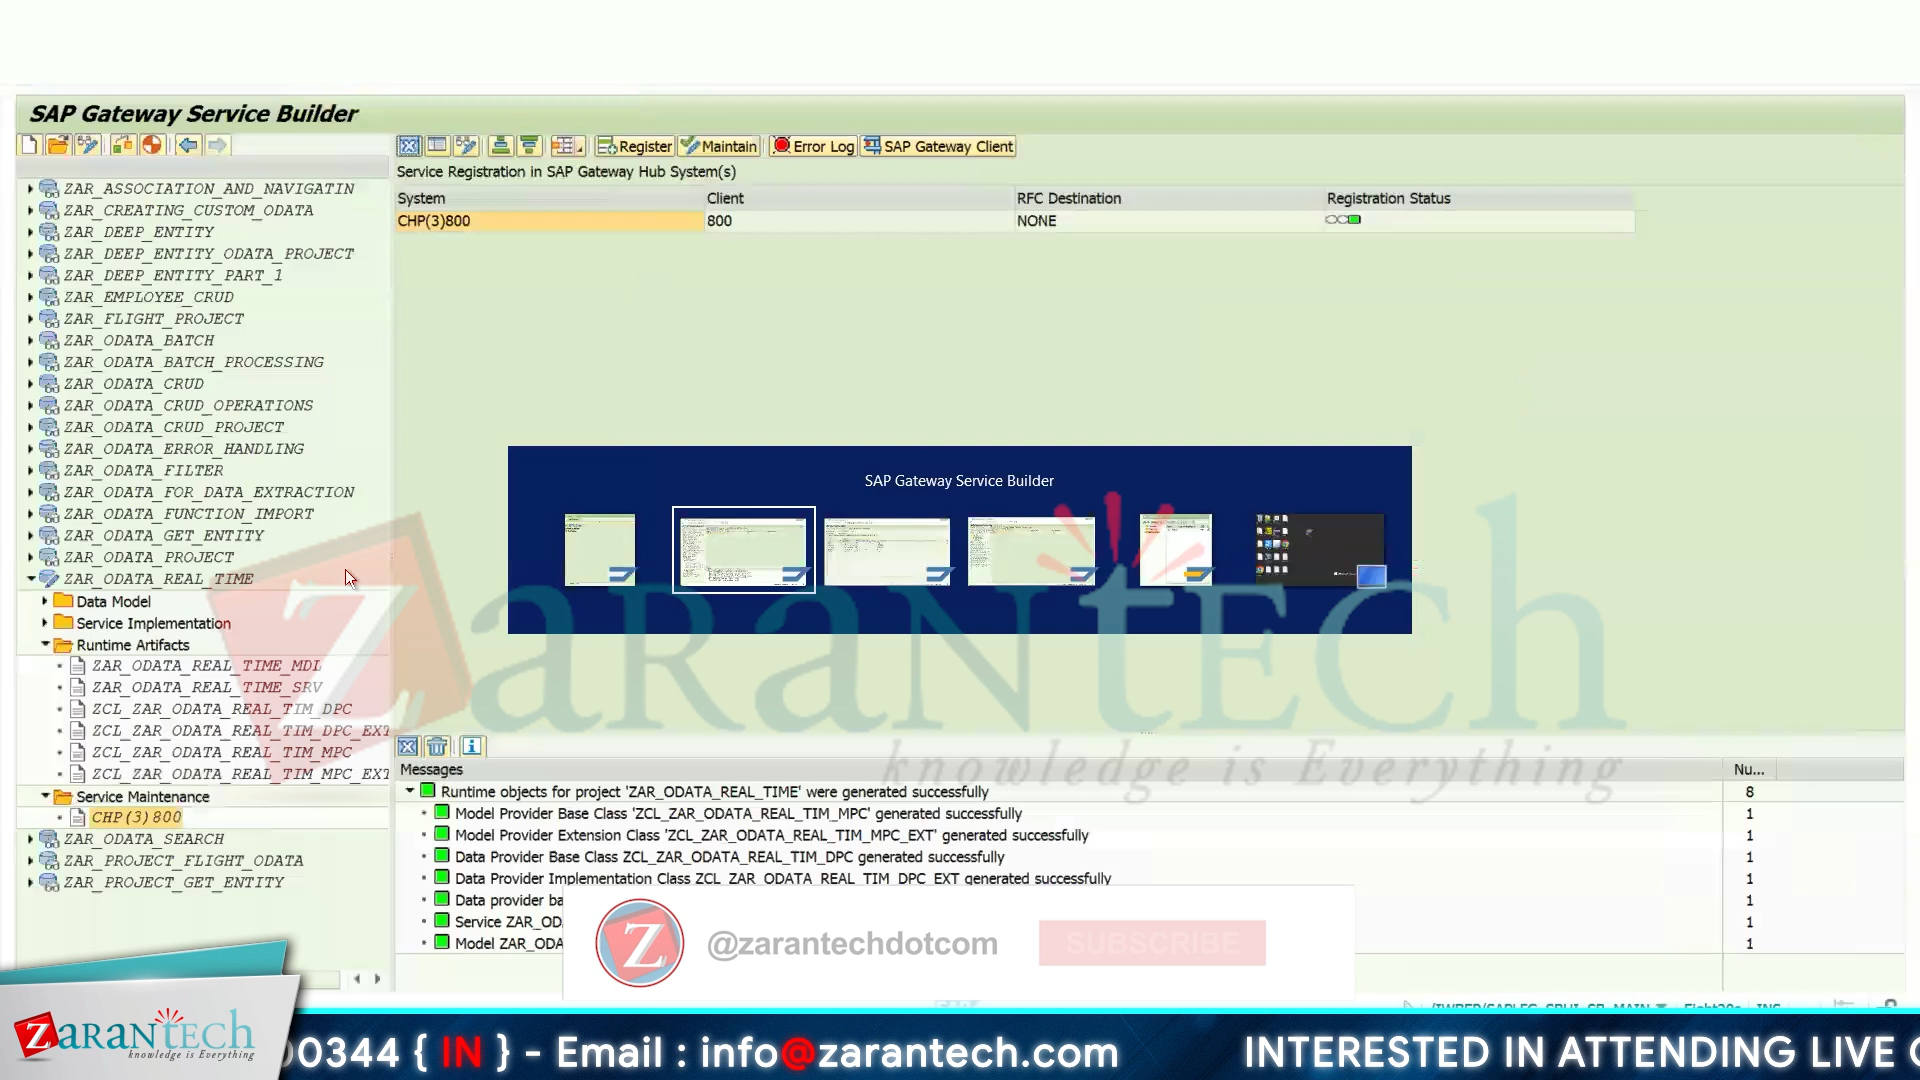 SAP Gateway Service Builder
Register
Maintain
Error Log
SAP Gateway Client
Service Registration in SAP Gateway Hub System(s)
System Client RFC Destination Registration Status
CHP(3)800 800 NONE
ZAR_ASSOCIATION_AND_NAVIGATIN
ZAR_CREATING_CUSTOM_ODATA
ZAR_DEEP_ENTITY
ZAR_DEEP_ENTITY_ODATA_PROJECT
ZAR_DEEP_ENTITY_PART_1
ZAR_EMPLOYEE_CRUD
ZAR_FLIGHT_PROJECT
ZAR_ODATA_BATCH
ZAR_ODATA_BATCH_PROCESSING
ZAR_ODATA_CRUD
ZAR_ODATA_CRUD_OPERATIONS
ZAR_ODATA_CRUD_PROJECT
ZAR_ODATA_ERROR_HANDLING
ZAR_ODATA_FILTER
ZAR_ODATA_FOR_DATA_EXTRACTION
ZAR_ODATA_FUNCTION_IMPORT
ZAR_ODATA_GET_ENTITY
ZAR_ODATA_PROJECT
ZAR_ODATA_REAL_TIME
Data Model
Service Implementation
Runtime Artifacts
ZAR_ODATA_REAL_TIME_MDL
ZAR_ODATA_REAL_TIME_SRV
ZCL_ZAR_ODATA_REAL_TIM_DPC
ZCL_ZAR_ODATA_REAL_TIM_DPC_EXT
ZCL_ZAR_ODATA_REAL_TIM_MPC
ZCL_ZAR_ODATA_REAL_TIM_MPC_EXT
Service Maintenance
CHP(3)800
ZAR_ODATA_SEARCH
ZAR_PROJECT_FLIGHT_ODATA
ZAR_PROJECT_GET_ENTITY
SAP Gateway Service Builder
ZaranTech
knowledge is Everything
Messages Nu...
Runtime objects for project 'ZAR_ODATA_REAL_TIME' were generated successfully 8
Model Provider Base Class 'ZCL_ZAR_ODATA_REAL_TIM_MPC' generated successfully 1
Model Provider Extension Class 'ZCL_ZAR_ODATA_REAL_TIM_MPC_EXT' generated successfully 1
Data Provider Base Class ZCL_ZAR_ODATA_REAL_TIM_DPC generated successfully 1
Data Provider Implementation Class ZCL_ZAR_ODATA_REAL_TIM_DPC_EXT generated successfully 1
Data provider ba 1
Service ZAR_OD 1
Model ZAR_ODA 1
@zarantechdotcom
SUBSCRIBE
ZaranTech
knowledge is Everything
00344 { IN } - Email : info@zarantech.com INTERESTED IN ATTENDING LIVE